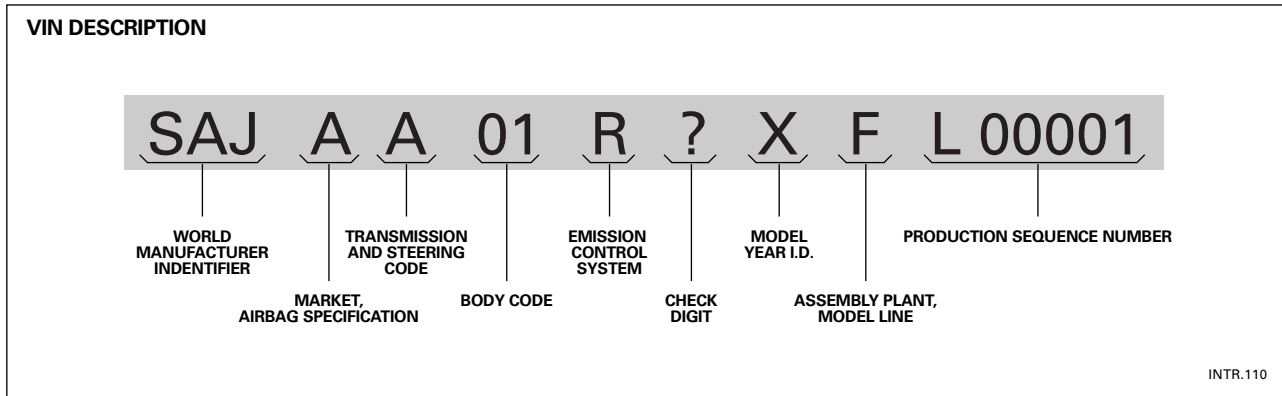 VIN DESCRIPTION
SAJ A A 01 R ? X F L 00001
WORLD
MANUFACTURER
INDENTIFIER
TRANSMISSION
AND STEERING
CODE
EMISSION
CONTROL
SYSTEM
MODEL
YEAR I.D.
PRODUCTION SEQUENCE NUMBER
MARKET,
AIRBAG SPECIFICATION
BODY CODE
CHECK
DIGIT
ASSEMBLY PLANT,
MODEL LINE
INTR.110